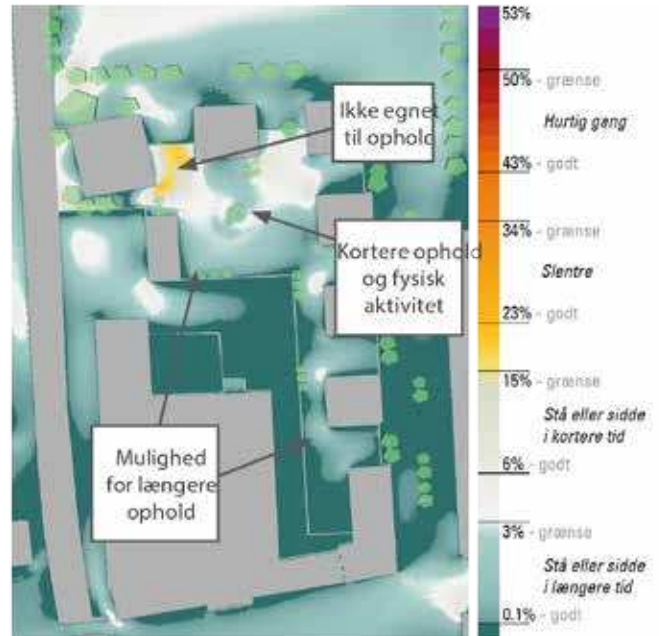 Ikke egnet
til ophold
Kortere ophold
og fysisk
aktivitet
Mulighed
for længere
ophold
53%
50% - grænse
Hurtig gang
43% - godt
34% - grænse
Slentre
23% - godt
15% - grænse
Stå eller sidde
i kortere tid
6% - godt
3% - grænse
Stå eller sidde
i længere tid
0.1% - godt